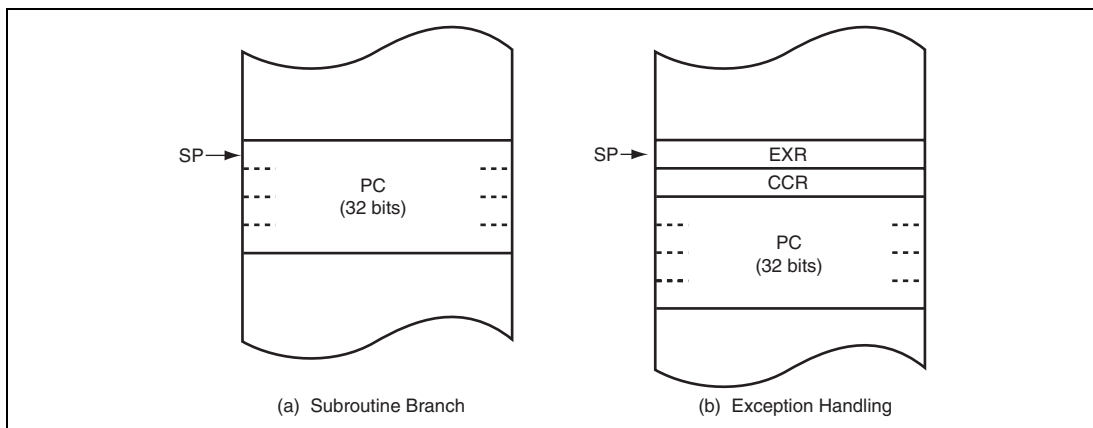 SP
PC
(32 bits)
(a) Subroutine Branch
SP
EXR
CCR
PC
(32 bits)
(b) Exception Handling